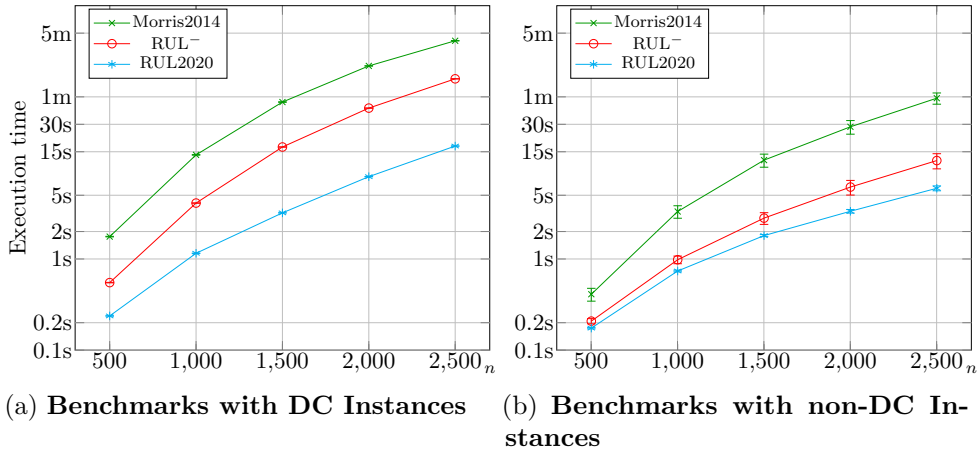 Execution time
5m
1m
30s
15s
5s
2s
1s
0.2s
0.1s
Morris2014
RUL⁻
RUL2020
500 1,000 1,500 2,000 2,500 n
(a) Benchmarks with DC Instances
5m
1m
30s
15s
5s
2s
1s
0.2s
0.1s
Morris2014
RUL⁻
RUL2020
500 1,000 1,500 2,000 2,500 n
(b) Benchmarks with non-DC In-
stances